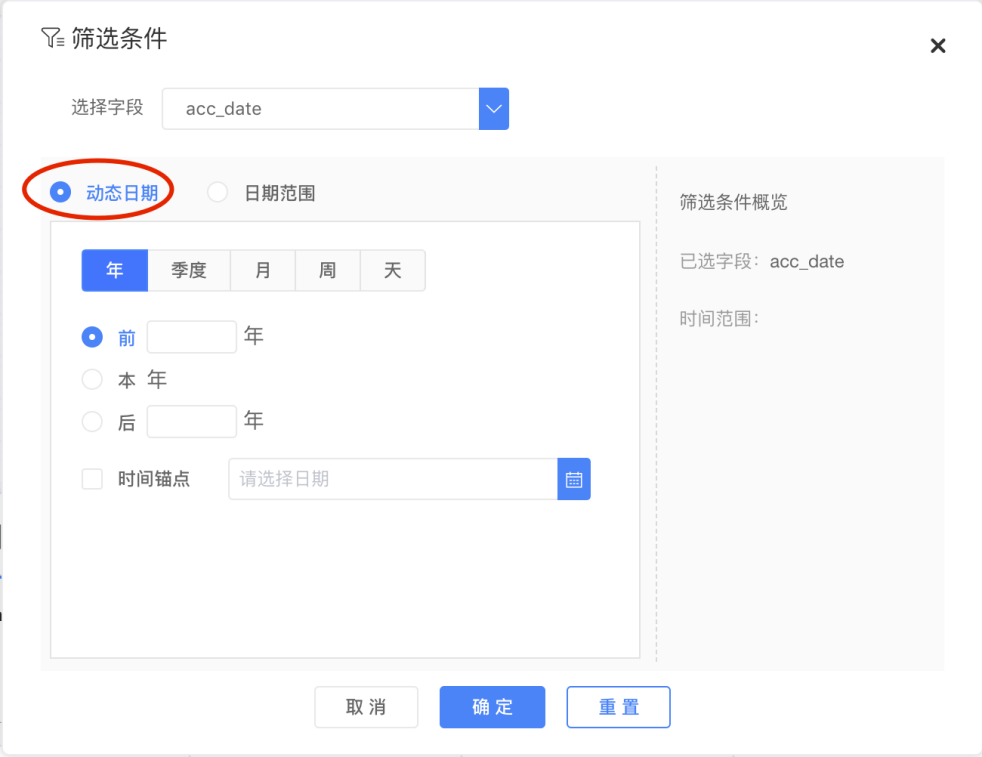 筛选条件
选择字段 acc_date
动态日期 日期范围
年 季度 月 周 天
前 年
本 年
后 年
时间锚点 请选择日期
筛选条件概览
已选字段: acc_date
时间范围:
取消 确定 重置